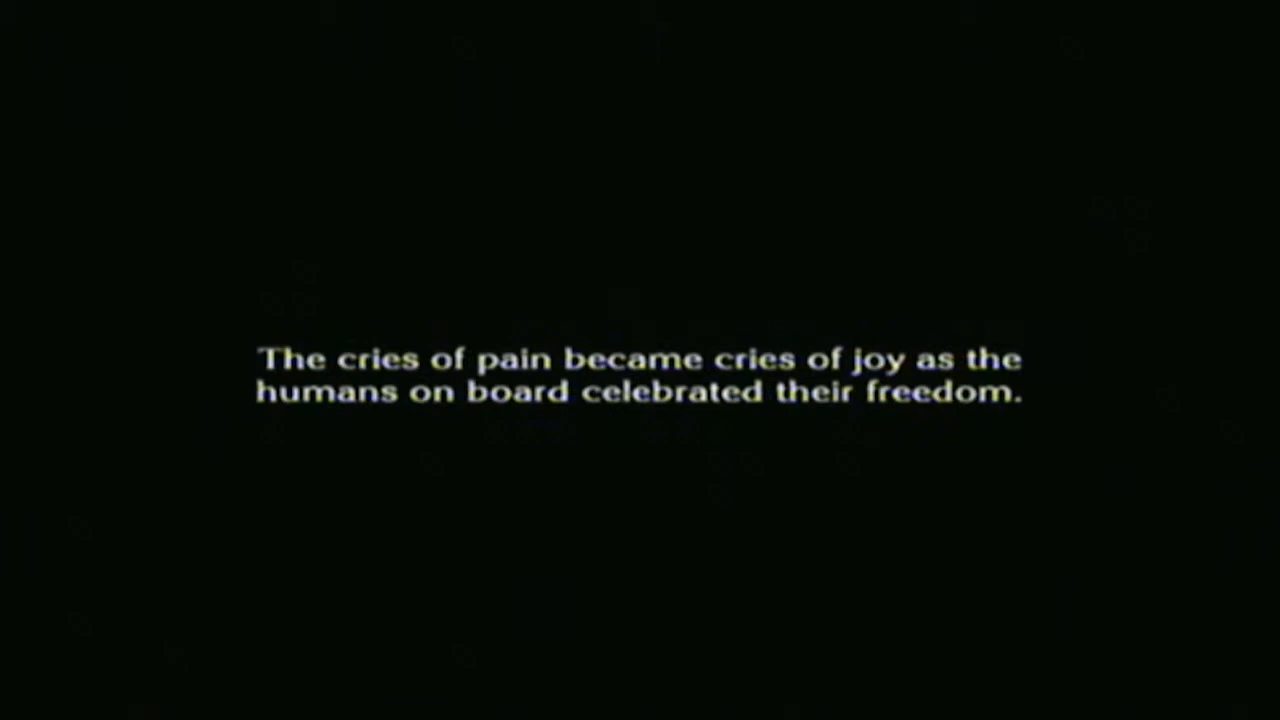 The cries of pain became cries of joy as the
humans on board celebrated their freedom.